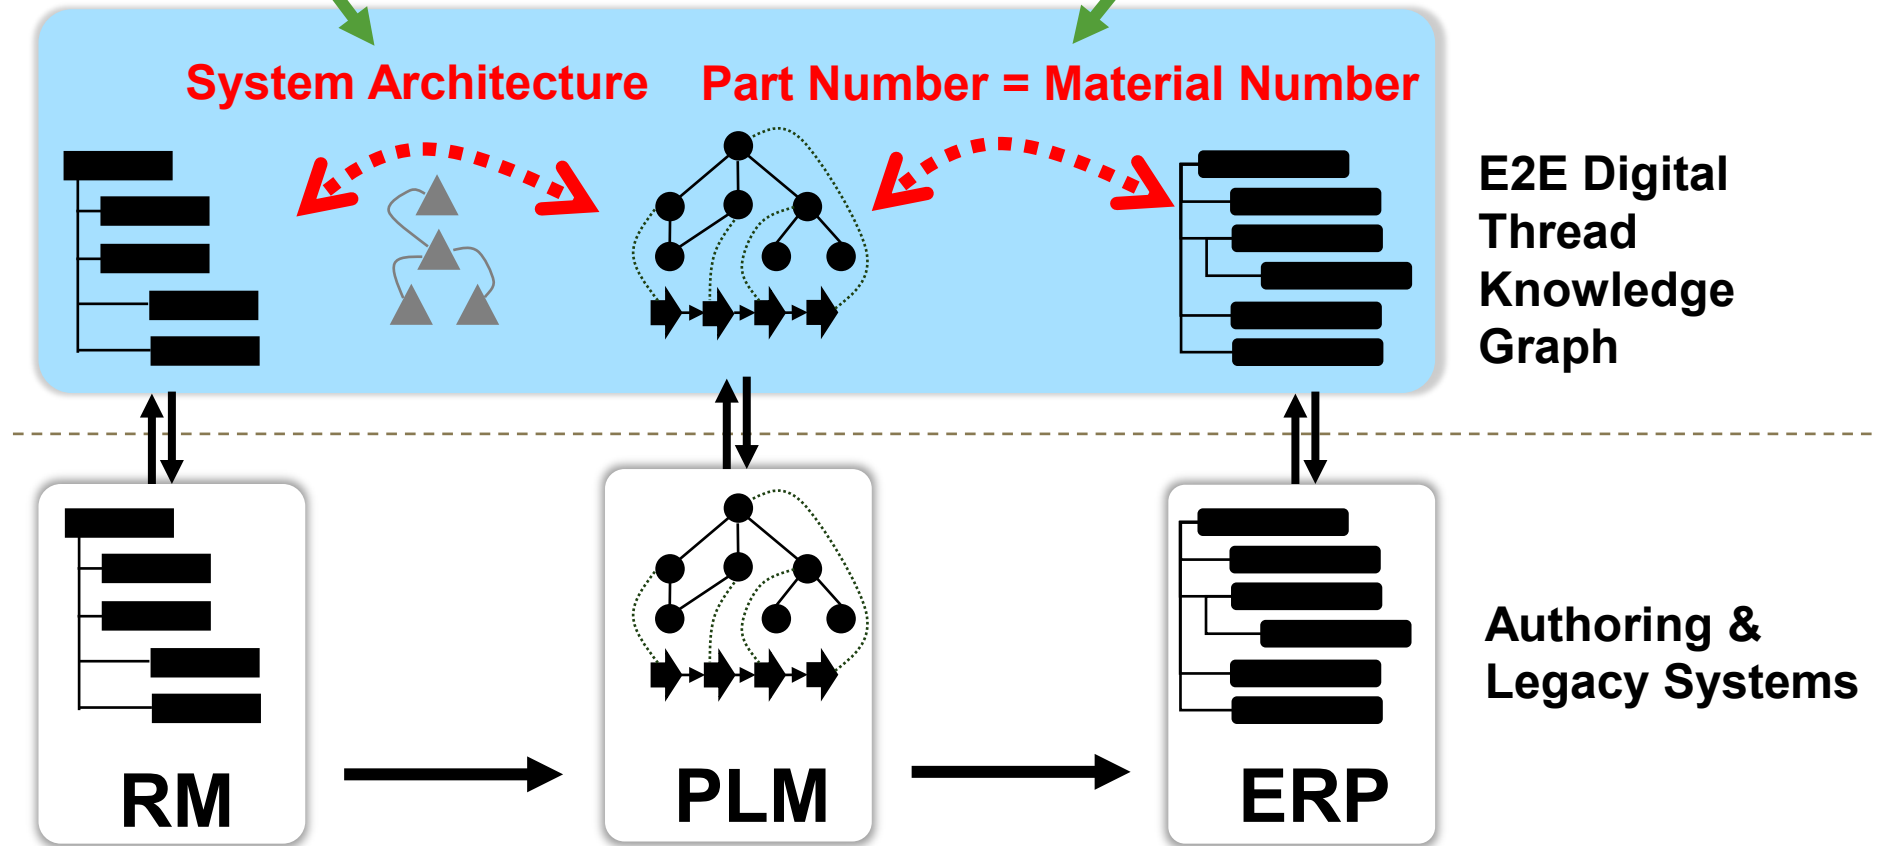 System Architecture
Part Number = Material Number
E2E Digital
Thread
Knowledge
Graph
Authoring &
Legacy Systems
RM
PLM
ERP